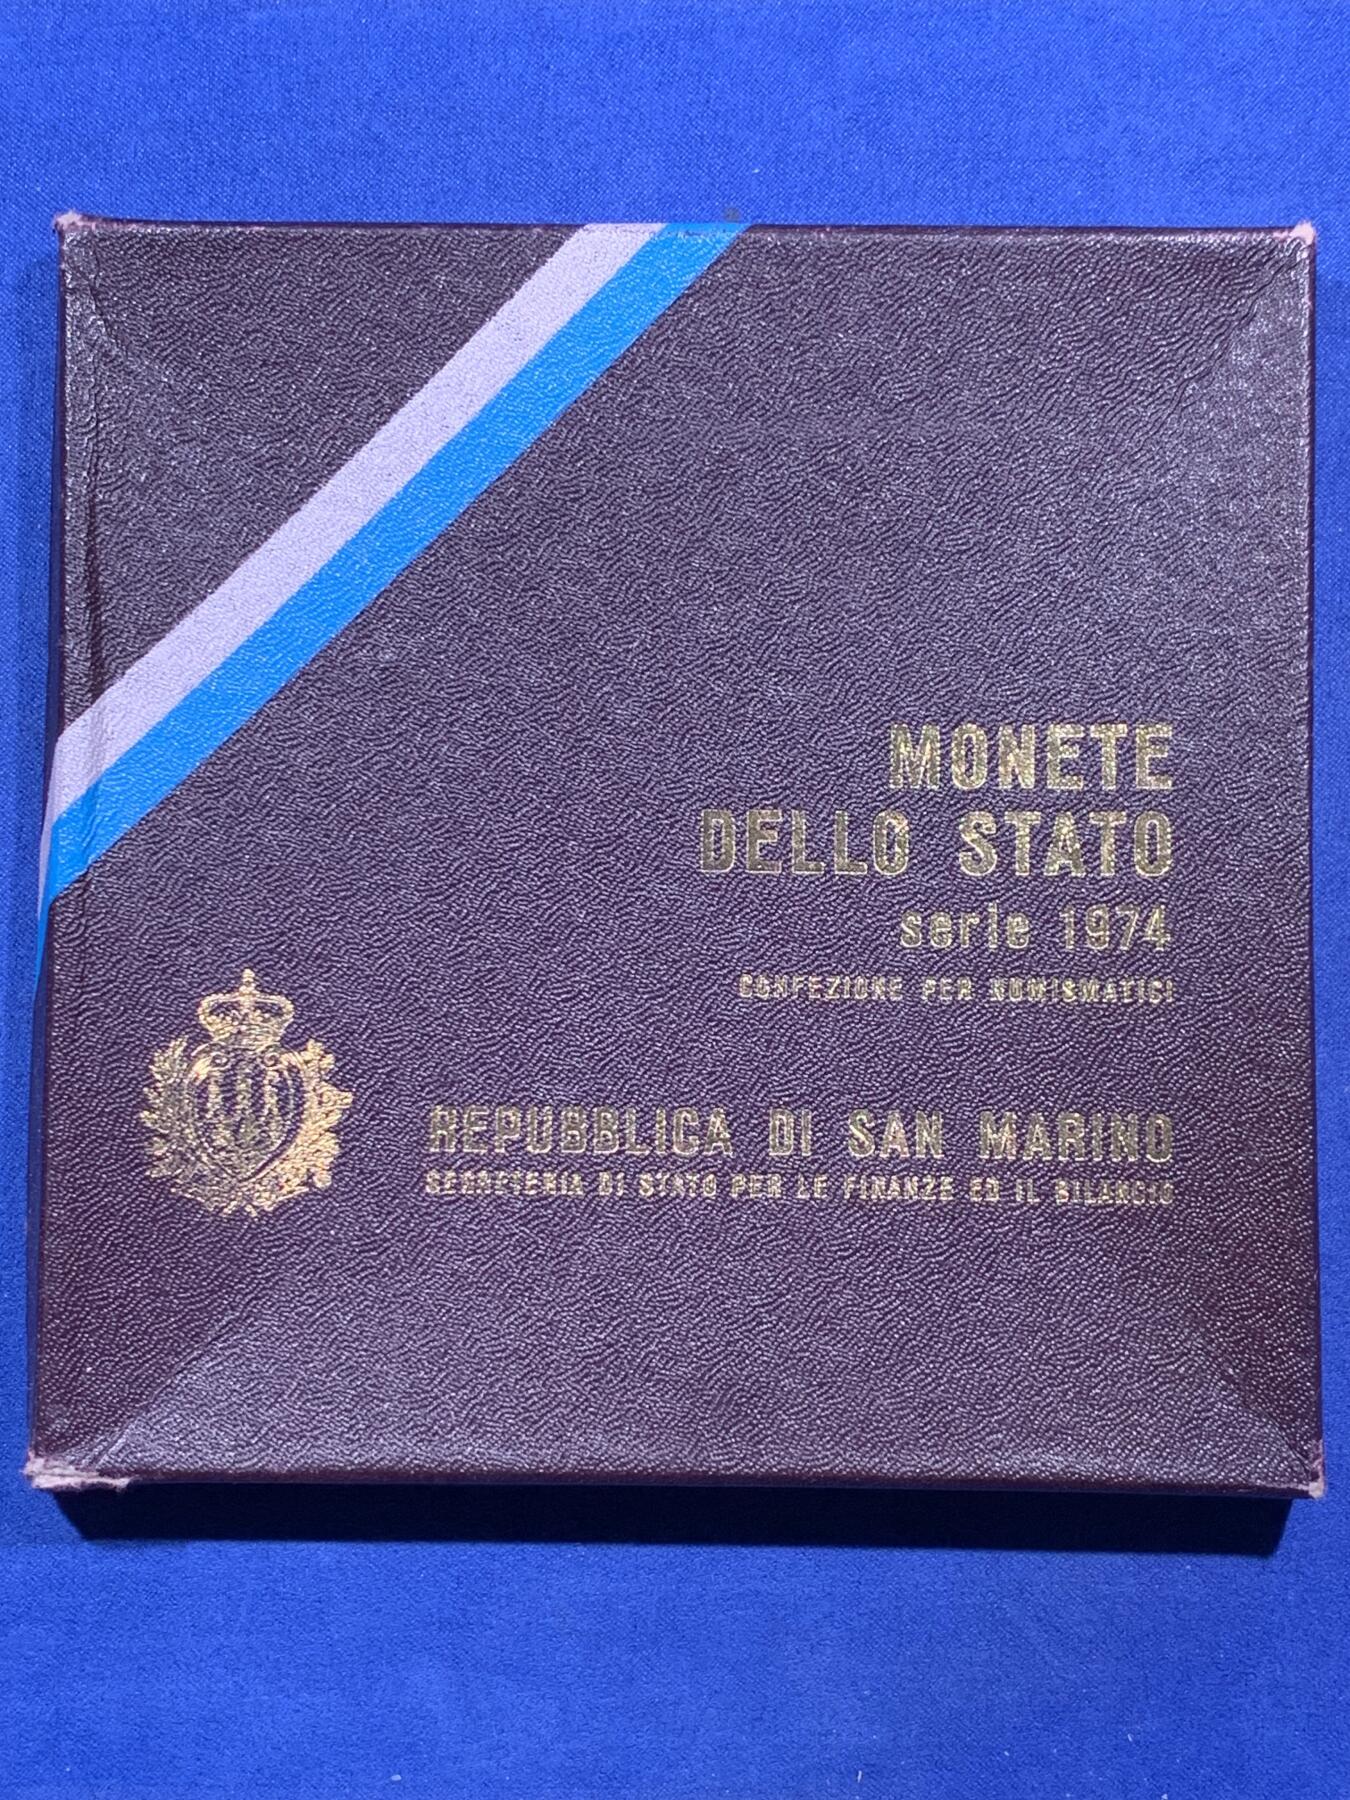 MONETE
DELLO STATO
serie 1974
CONFEZIONE PER NUMISMATICI
REPUBBLICA DI SAN MARINO
SEGRETERIA DI STATO PER LE FINANZE ED IL BILANCIO